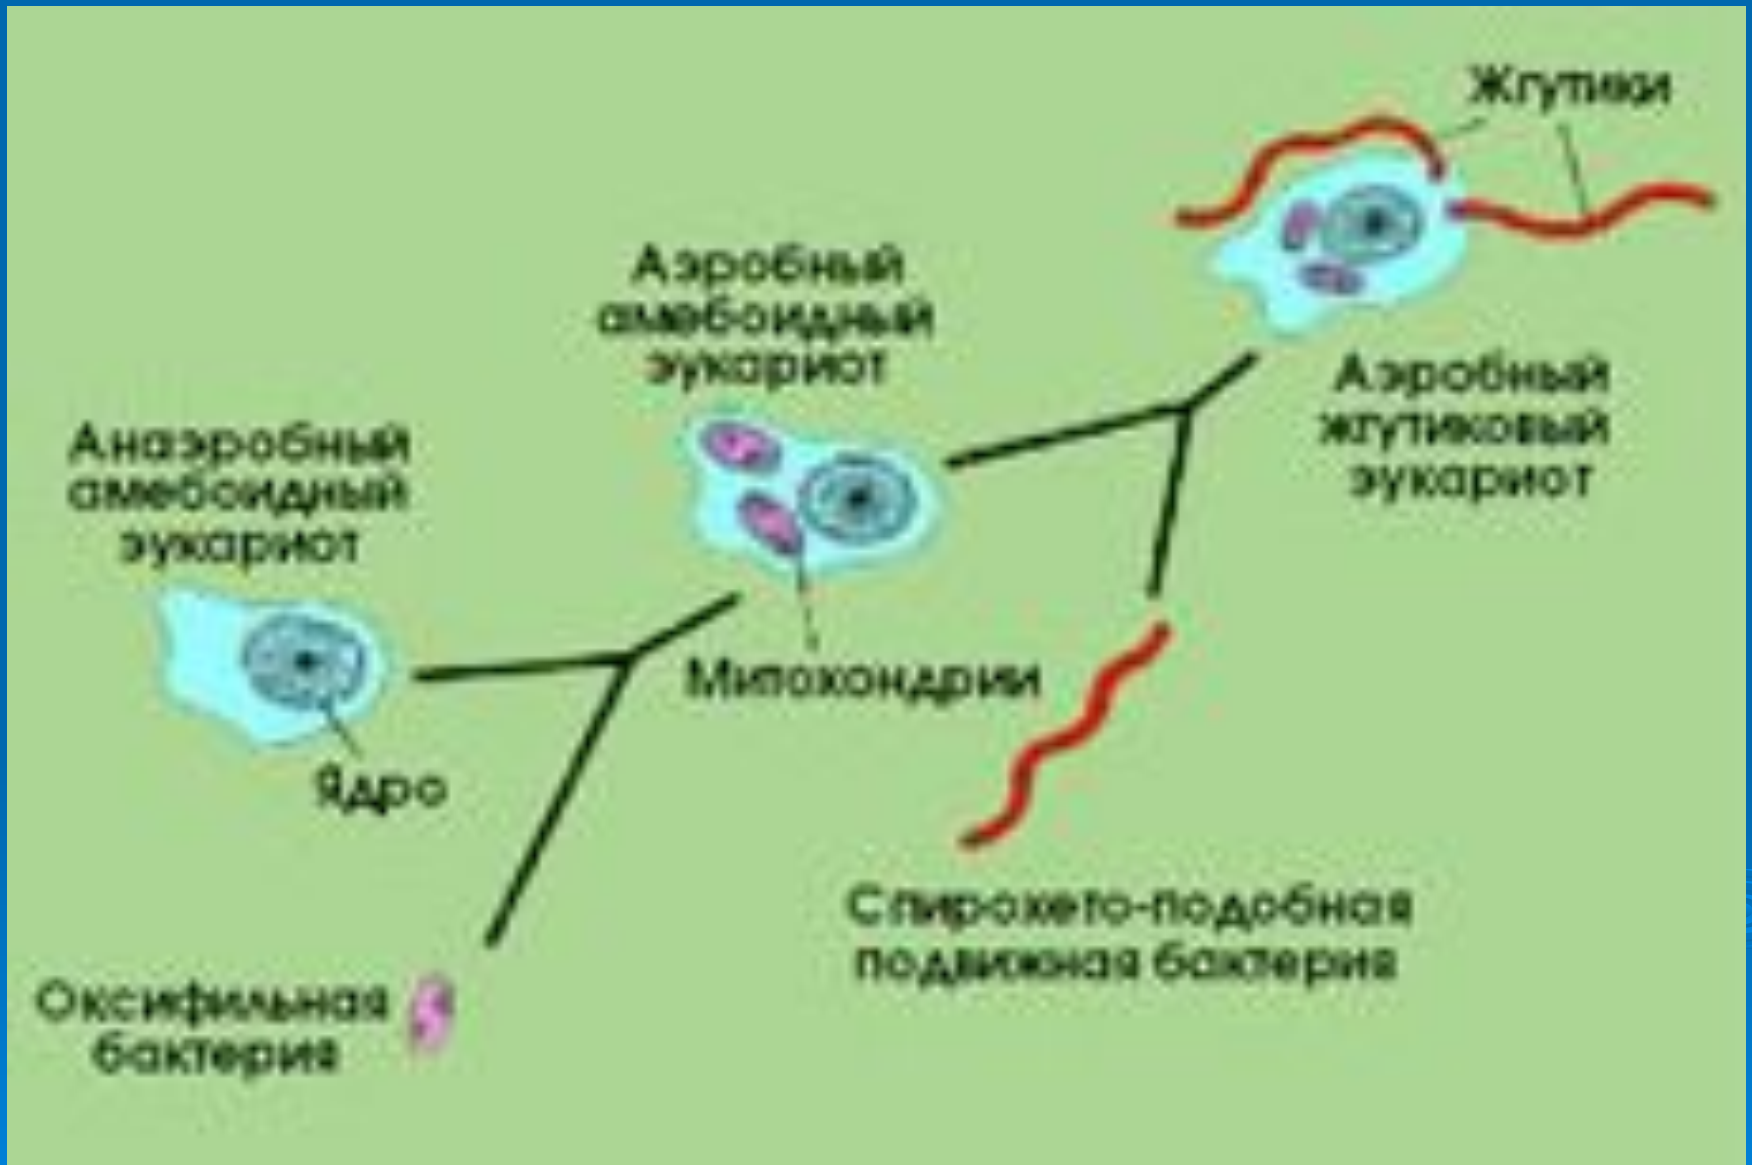 Жгутики
Аэробный
амебоидный
эукариот
Аэробный
жгутиковый
эукариот
Анаэробный
амебоидный
эукариот
Митохондрии
Ядро
Спирохето-подобная
подвижная бактерия
Оксифильная
бактерия